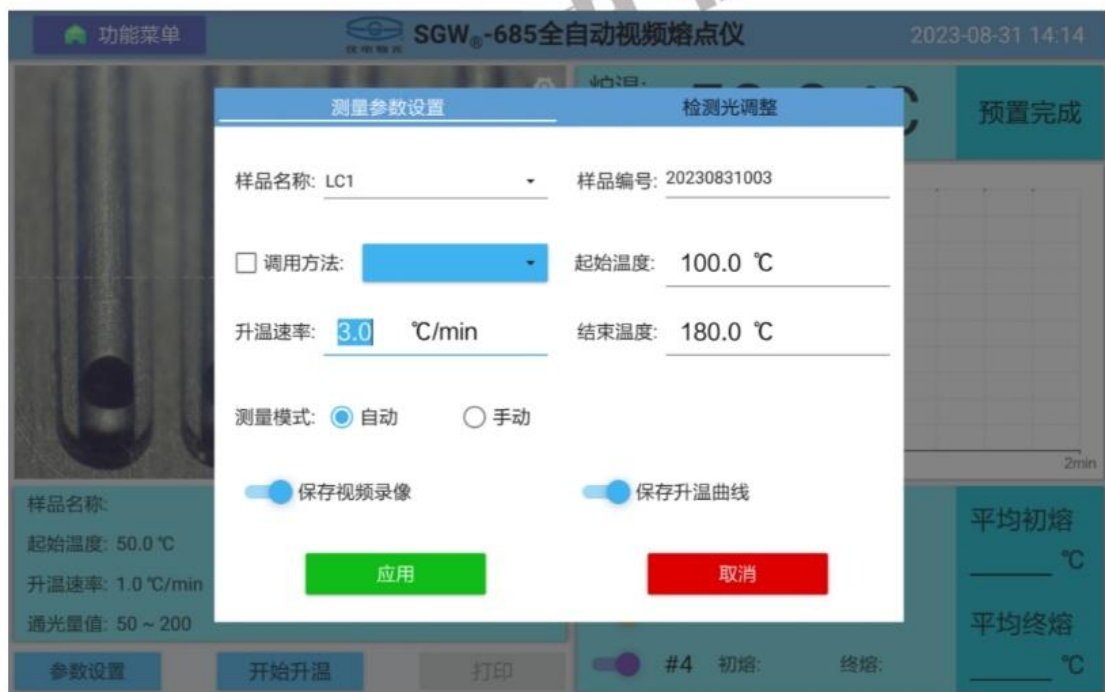 功能菜单
SGW®-685全自动视频熔点仪
2023-08-31 14:14
炉温:
预置完成
测量参数设置
检测光调整
样品名称: LC1
样品编号: 20230831003
调用方法:
起始温度: 100.0 ℃
升温速率: 3.0 ℃/min
结束温度: 180.0 ℃
测量模式: 自动 手动
保存视频录像
保存升温曲线
应用
取消
2min
样品名称:
起始温度: 50.0 ℃
升温速率: 1.0 ℃/min
通光量值: 50 ~ 200
平均初熔
℃
平均终熔
℃
#4 初熔: 终熔:
参数设置
开始升温
打印